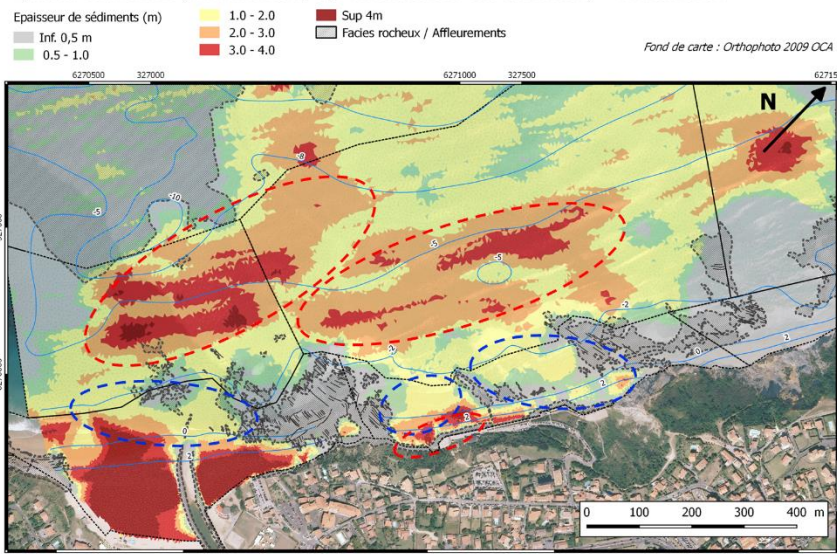 Epaisseur de sédiments (m)
Inf. 0,5 m
0.5 - 1.0
1.0 - 2.0
2.0 - 3.0
3.0 - 4.0
Sup 4m
Facies rocheux / Affleurements
Fond de carte : Orthophoto 2009 OCA
6270500 327000 6271000 327500 62715
N
-8
-10
-5
-5
-5
-2
-2
0
2
2
2
0
2
0 100 200 300 400 m